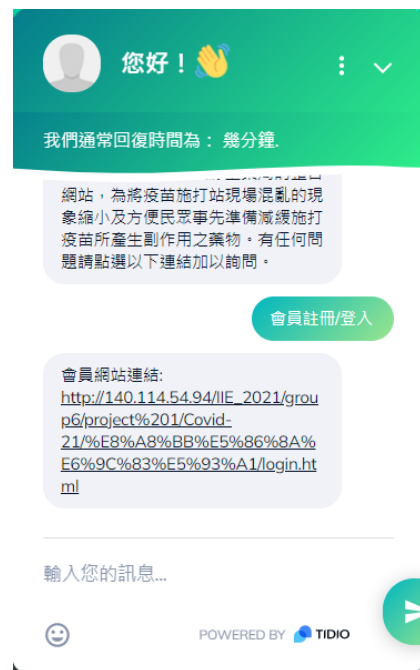 您好！👋
我們通常回復時間為： 幾分鐘.
網站，為將疫苗施打站現場混亂的現
象縮小及方便民眾事先準備減緩施打
疫苗所產生副作用之藥物。有任何問
題請點選以下連結加以詢問。
會員註冊/登入
會員網站連結:
http://140.114.54.94/IIE_2021/grou
p6/project%201/Covid-
21/%E8%A8%BB%E5%86%8A%
E6%9C%83%E5%93%A1/login.ht
ml
輸入您的訊息...
POWERED BY TIDIO